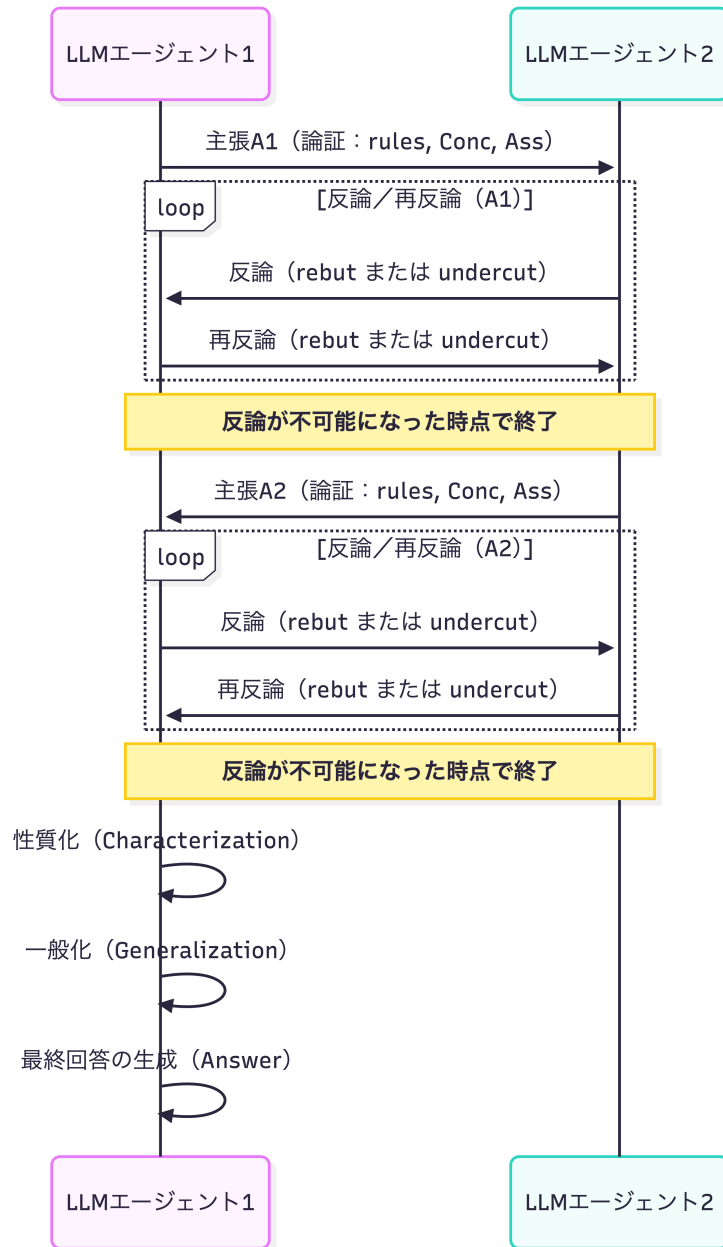 LLMエージェント1
LLMエージェント2
主張A1（論証：rules, Conc, Ass）
loop
[反論／再反論（A1）]
反論（rebut または undercut）
再反論（rebut または undercut）
反論が不可能になった時点で終了
主張A2（論証：rules, Conc, Ass）
loop
[反論／再反論（A2）]
反論（rebut または undercut）
再反論（rebut または undercut）
反論が不可能になった時点で終了
性質化（Characterization）
一般化（Generalization）
最終回答の生成（Answer）
LLMエージェント1
LLMエージェント2